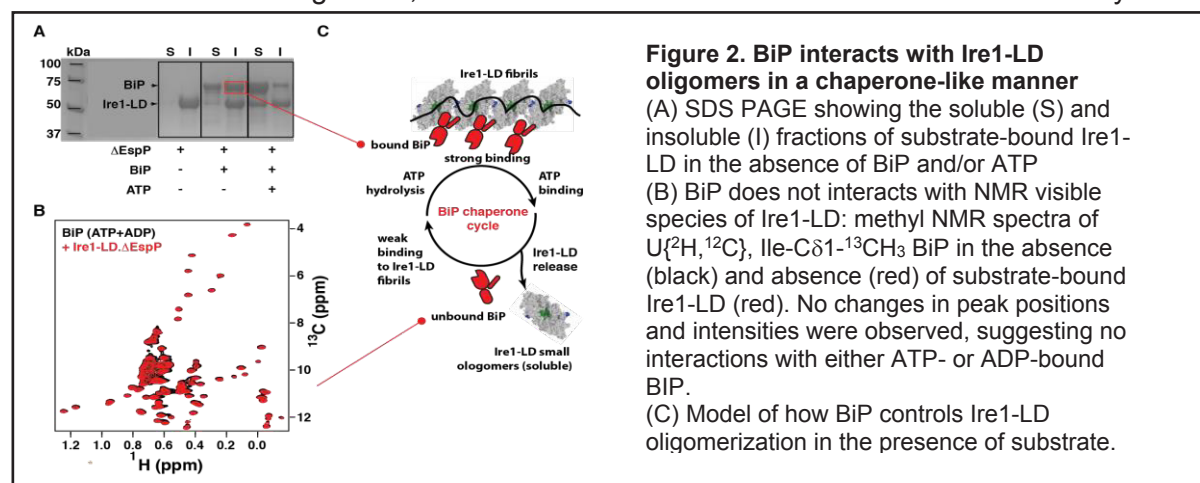 A
kDa
S I S I S I
100
75
50
37
BiP
Ire1-LD
ΔEspP + + +
BiP - + +
ATP - - +
B
BiP (ATP+ADP)
+ Ire1-LD.ΔEspP
4
6
8
10
12
13C (ppm)
1.2 1.0 0.8 0.6 0.4 0.2 0.0
1H (ppm)
C
Ire1-LD fibrils
bound BiP
strong binding
ATP
hydrolysis
ATP
binding
BiP chaperone
cycle
weak
binding
to Ire1-LD
fibrils
Ire1-LD
release
unbound BiP
Ire1-LD small
ologomers (soluble)
Figure 2. BiP interacts with Ire1-LD
oligomers in a chaperone-like manner
(A) SDS PAGE showing the soluble (S) and
insoluble (I) fractions of substrate-bound Ire1-
LD in the absence of BiP and/or ATP
(B) BiP does not interacts with NMR visible
species of Ire1-LD: methyl NMR spectra of
U{2H,12C}, Ile-Cδ1-13CH3 BiP in the absence
(black) and absence (red) of substrate-bound
Ire1-LD (red). No changes in peak positions
and intensities were observed, suggesting no
interactions with either ATP- or ADP-bound
BIP.
(C) Model of how BiP controls Ire1-LD
oligomerization in the presence of substrate.